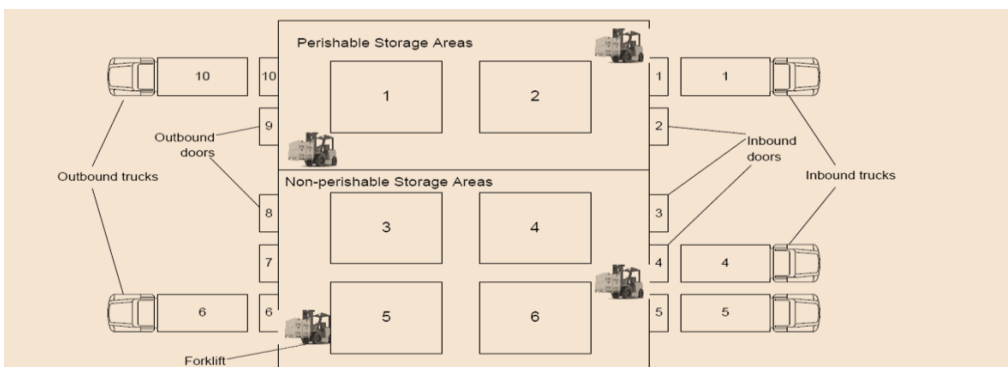 Perishable Storage Areas
10
10
1
2
1
1
9
2
Outbound
doors
Inbound
doors
Outbound trucks
Inbound trucks
Non-perishable Storage Areas
8
3
4
3
7
4
4
6
6
5
6
5
5
Forklift